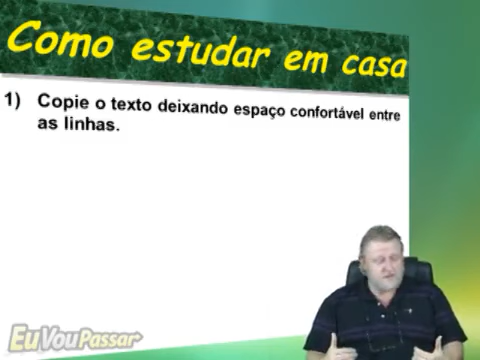 Como estudar em casa
1) Copie o texto deixando espaço confortável entre
as linhas.
EuVouPassar